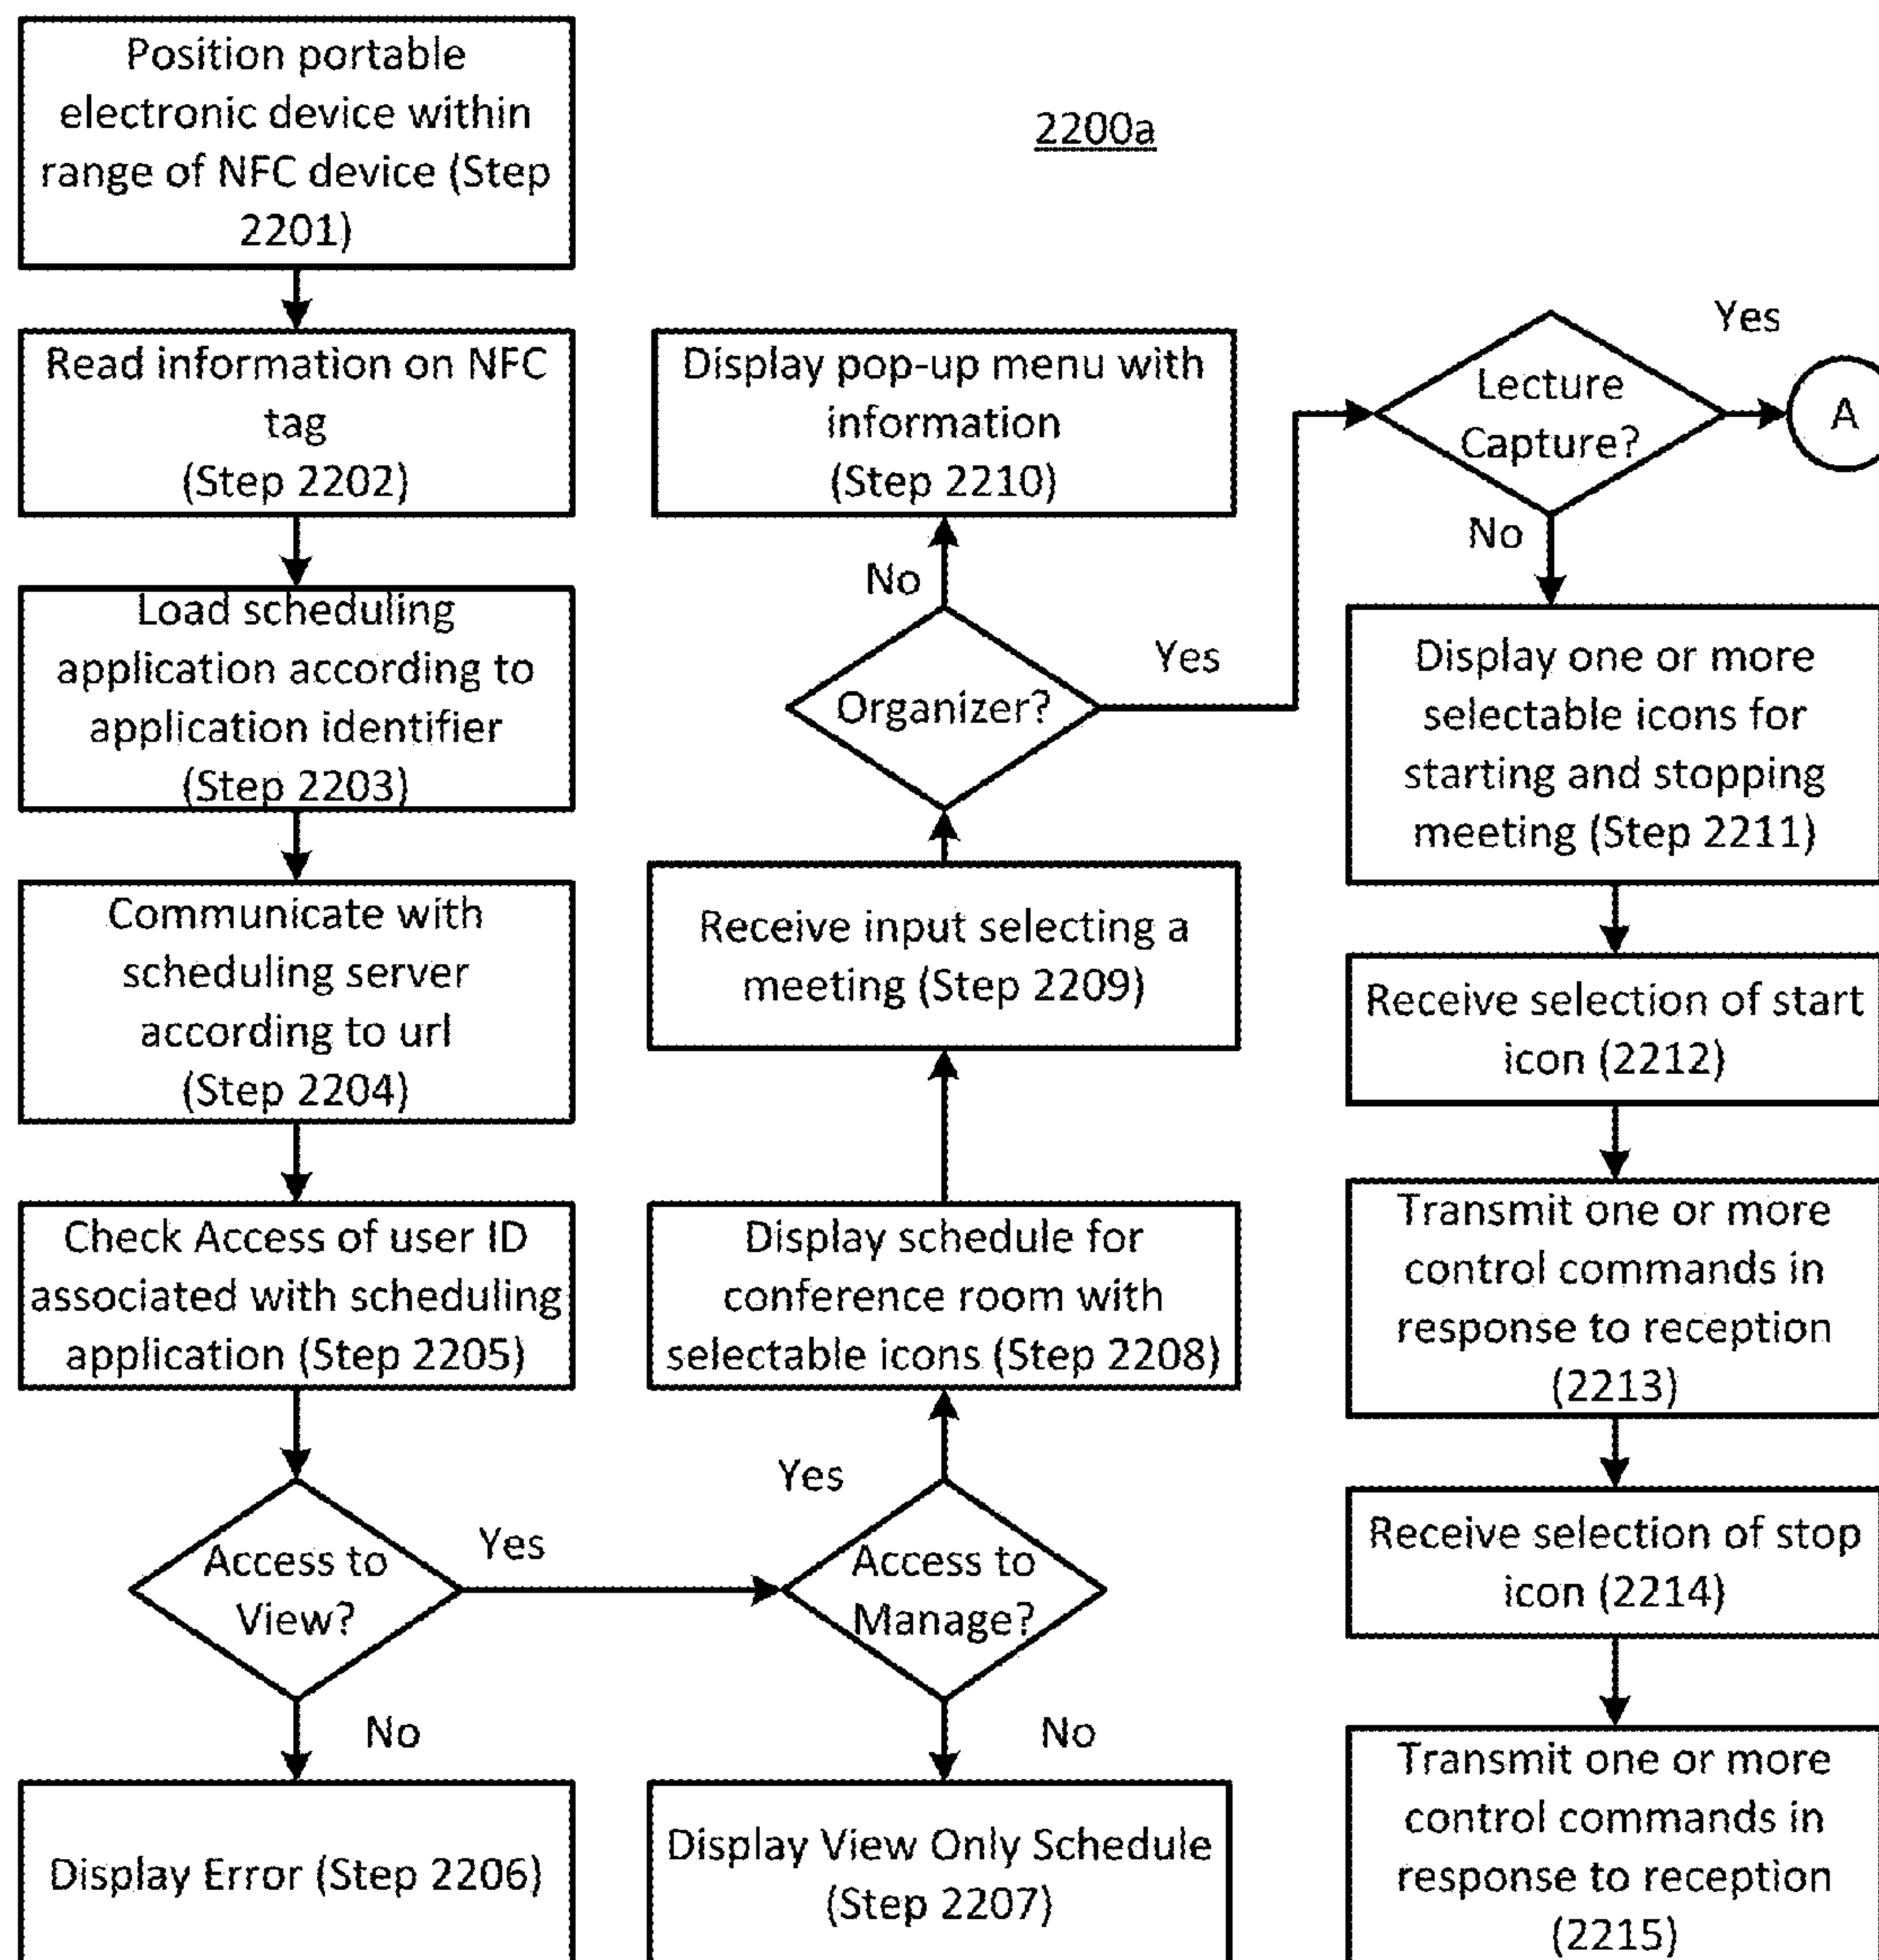 Position portable
electronic device within
range of NFC device (Step
2201)
Read information on NFC
tag
(Step 2202)
Load scheduling
application according to
application identifier
(Step 2203)
Communicate with
scheduling server
according to url
(Step 2204)
Check Access of user ID
associated with scheduling
application (Step 2205)
Access to
View?
Yes
No
Display Error (Step 2206)
Access to
Manage?
Yes
No
Display View Only Schedule
(Step 2207)
Display schedule for
conference room with
selectable icons (Step 2208)
Receive input selecting a
meeting (Step 2209)
Organizer?
No
Yes
Display pop-up menu with
information
(Step 2210)
2200a
Lecture
Capture?
Yes
A
No
Display one or more
selectable icons for
starting and stopping
meeting (Step 2211)
Receive selection of start
icon (2212)
Transmit one or more
control commands in
response to reception
(2213)
Receive selection of stop
icon (2214)
Transmit one or more
control commands in
response to reception
(2215)